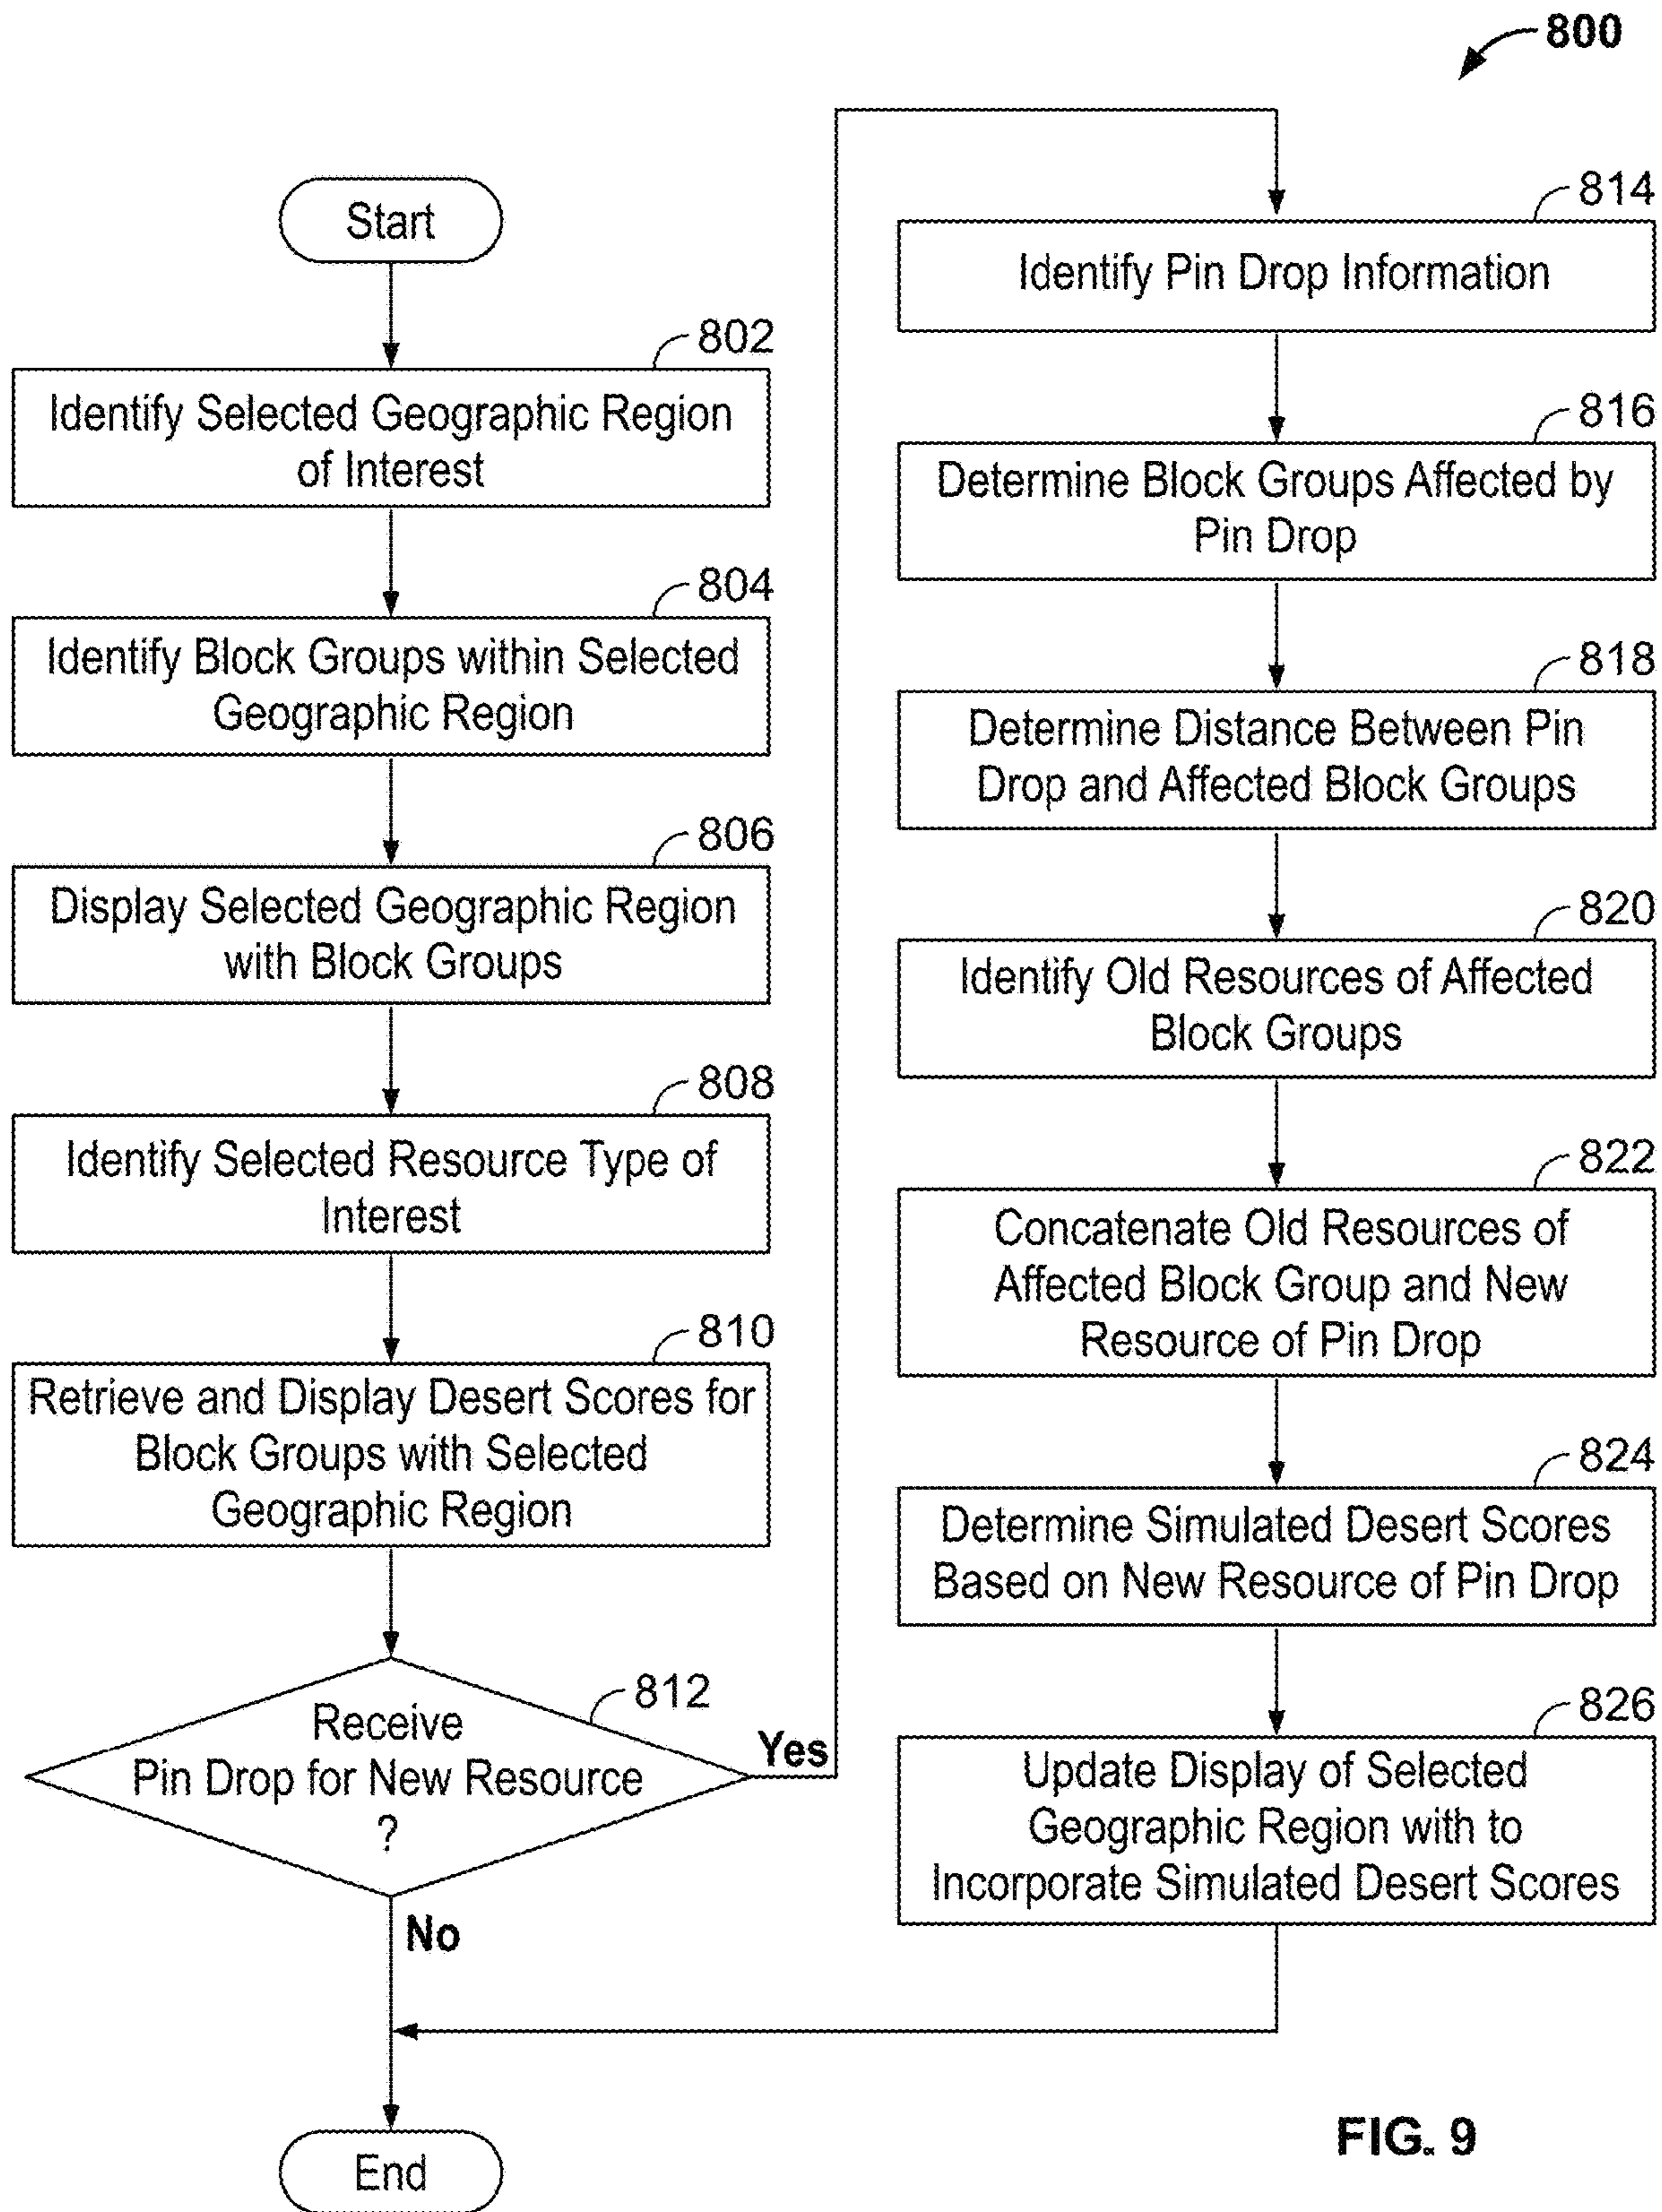 800
Start
802
Identify Selected Geographic Region
of Interest
804
Identify Block Groups within Selected
Geographic Region
806
Display Selected Geographic Region
with Block Groups
808
Identify Selected Resource Type of
Interest
810
Retrieve and Display Desert Scores for
Block Groups with Selected
Geographic Region
812
Receive
Pin Drop for New Resource
?
Yes
No
End
814
Identify Pin Drop Information
816
Determine Block Groups Affected by
Pin Drop
818
Determine Distance Between Pin
Drop and Affected Block Groups
820
Identify Old Resources of Affected
Block Groups
822
Concatenate Old Resources of
Affected Block Group and New
Resource of Pin Drop
824
Determine Simulated Desert Scores
Based on New Resource of Pin Drop
826
Update Display of Selected
Geographic Region with to
Incorporate Simulated Desert Scores
FIG. 9